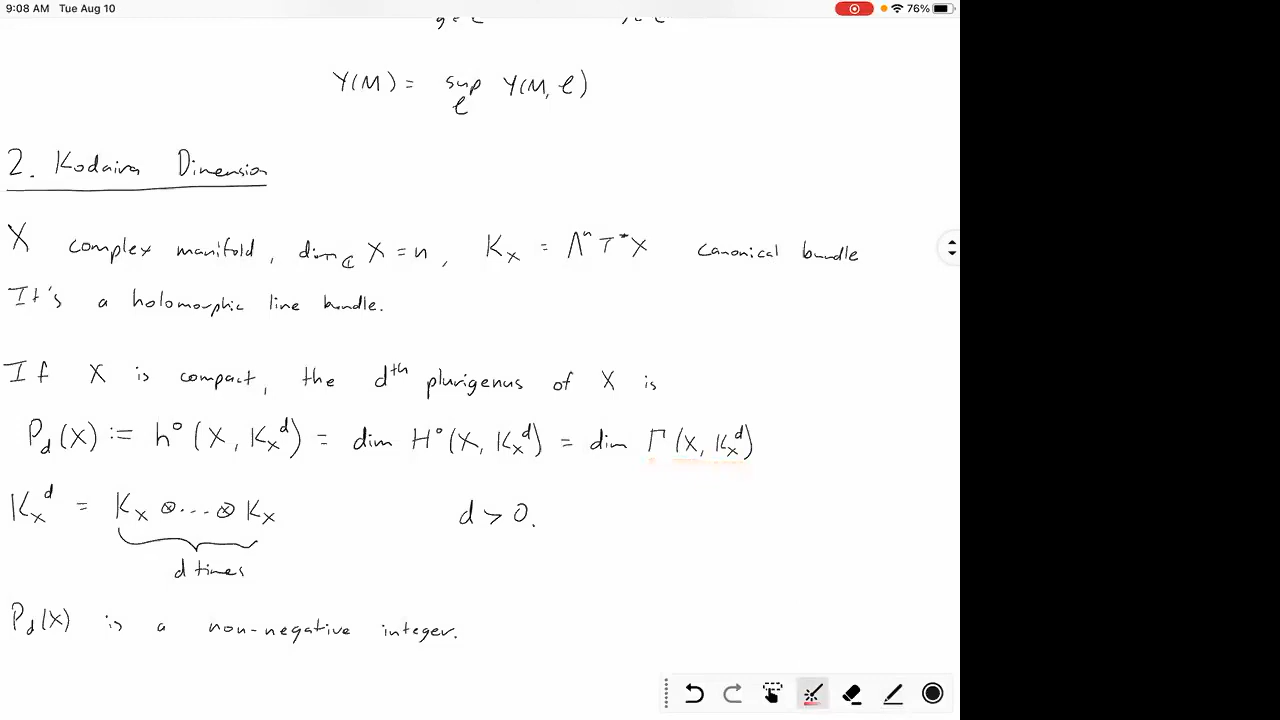 9:08 AM Tue Aug 10 76%
Y(M) = sup Y(M, ℓ)
ℓ
2. Kodaira Dimension
X complex manifold, dim_ℂ X = n, K_X = Λ^n T*X canonical bundle
It's a holomorphic line bundle.
If X is compact, the d^th plurigenus of X is
P_d(X) := h^0(X, K_X^d) = dim H^0(X, K_X^d) = dim Γ(X, K_X^d)
K_X^d = K_X ⊗ ... ⊗ K_X d > 0.
d times
P_d(X) is a non-negative integer.